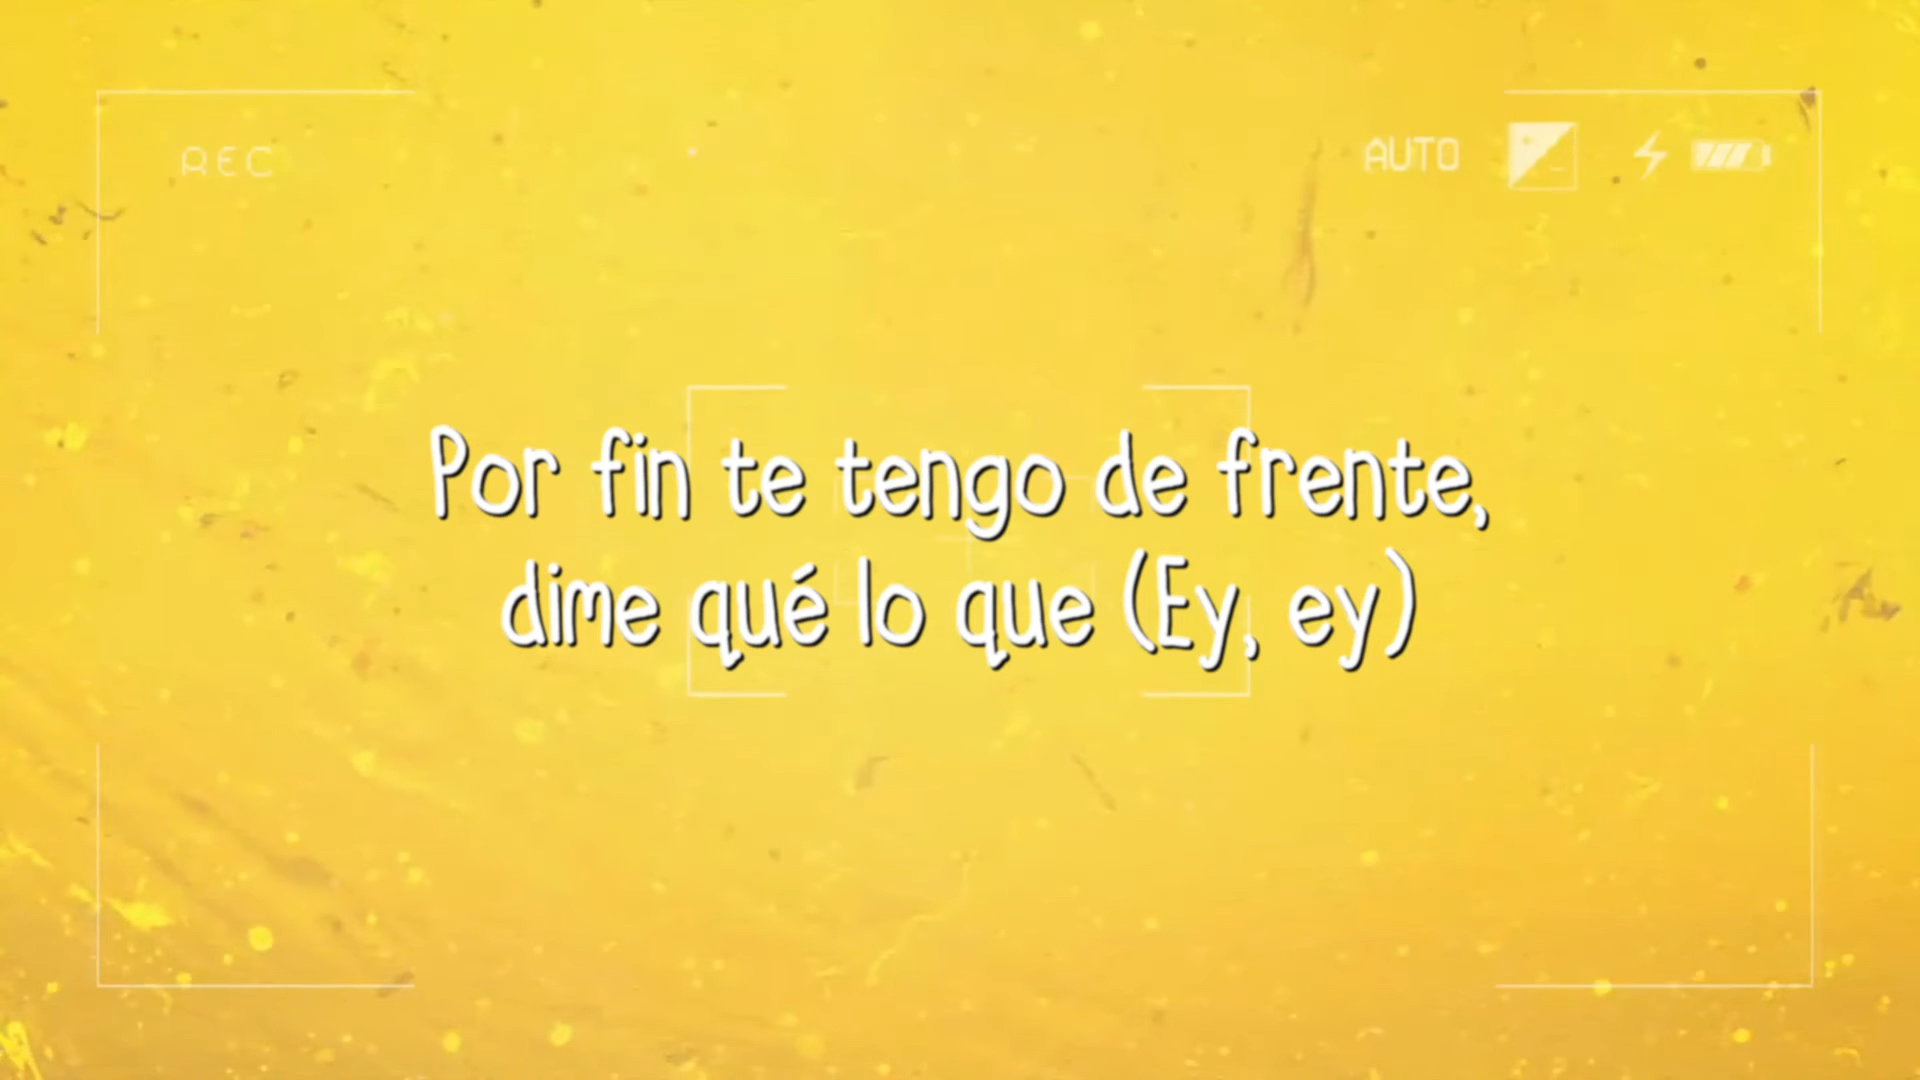 REC
AUTO
Por fin te tengo de frente,
dime qué lo que (Ey, ey)